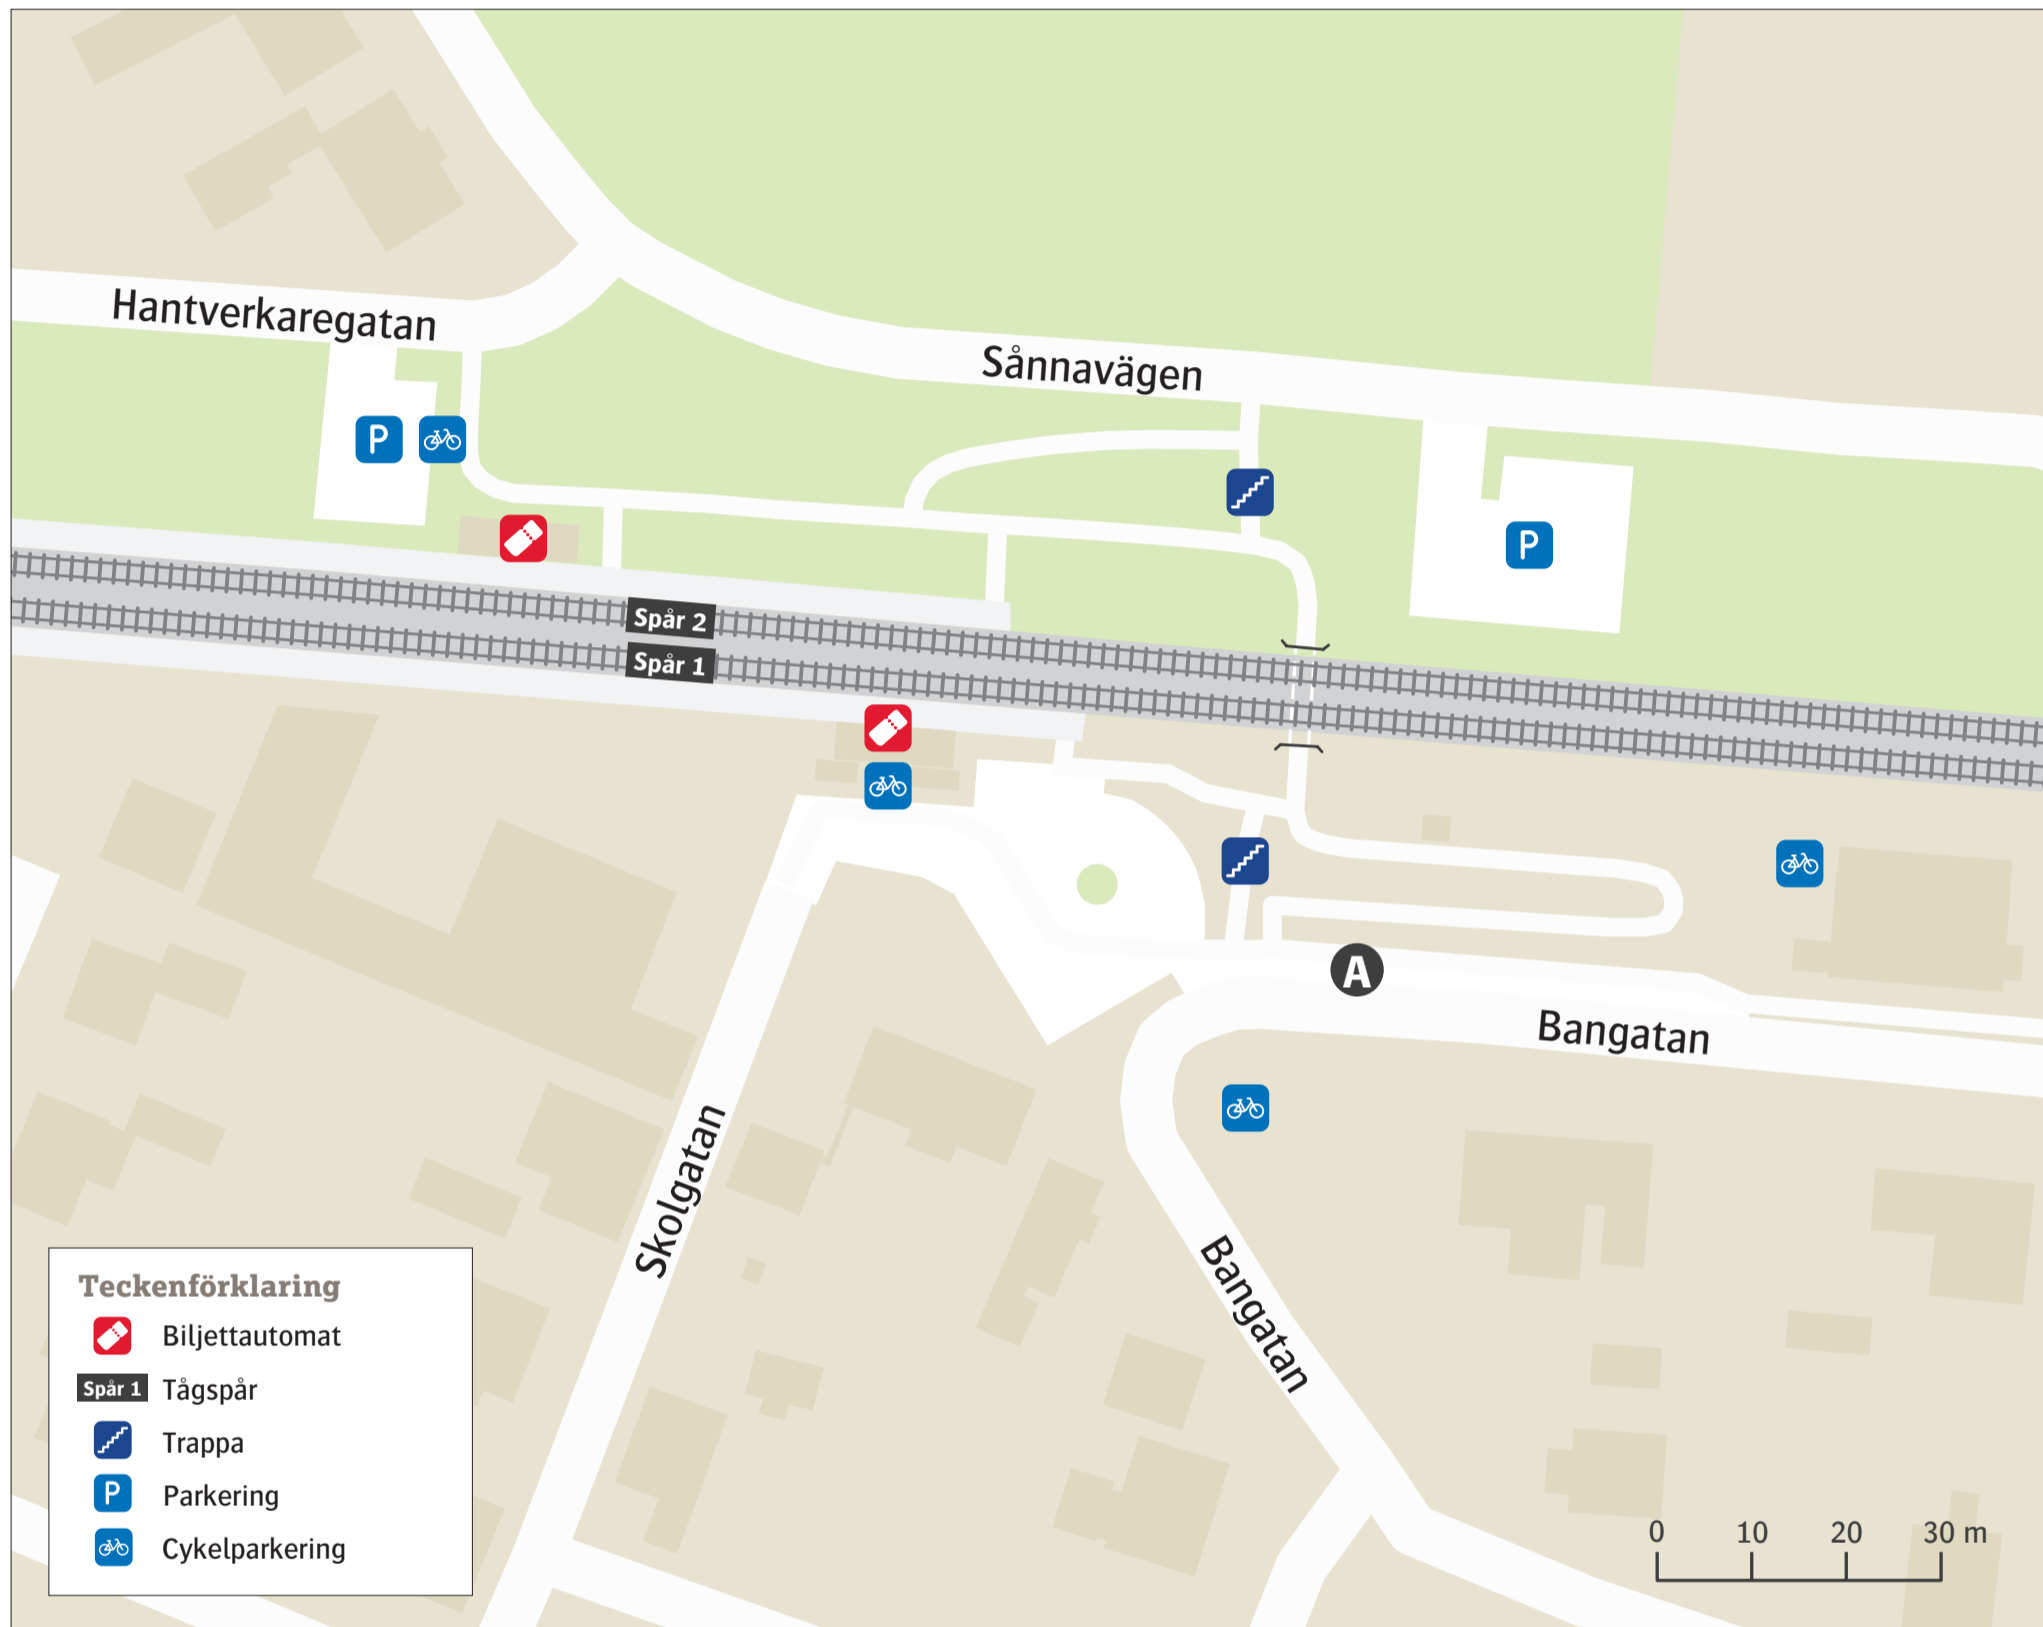 Hantverkaregatan
Sånnavägen
P
P
Spår 2
Spår 1
A
Bangatan
Skolgatan
Bangatan
Teckenförklaring
Biljettautomat
Spår 1 Tågspår
Trappa
P Parkering
Cykelparkering
0 10 20 30 m